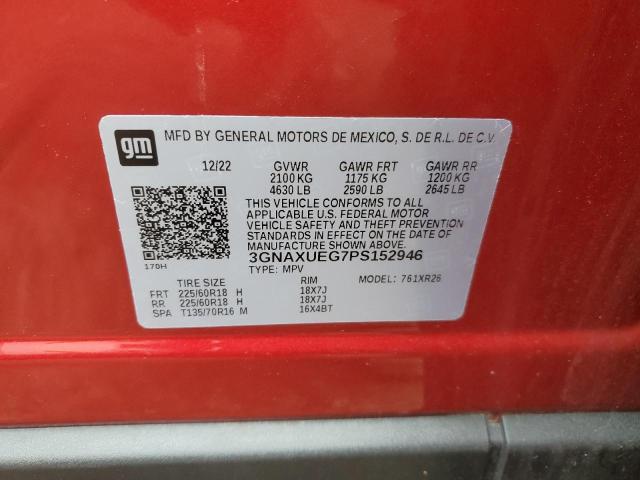 gm
MFD BY GENERAL MOTORS DE MEXICO, S. DE R.L. DE C.V.
12/22 GVWR GAWR FRT GAWR RR
2100 KG 1175 KG 1200 KG
4630 LB 2590 LB 2645 LB
THIS VEHICLE CONFORMS TO ALL
APPLICABLE U.S. FEDERAL MOTOR
VEHICLE SAFETY AND THEFT PREVENTION
STANDARDS IN EFFECT ON THE DATE OF
MANUFACTURE SHOWN ABOVE.
3GNAXUEG7PS152946
170H
TYPE: MPV MODEL: 761XR26
TIRE SIZE RIM
FRT 225/60R18 H 18X7J
RR 225/60R18 H 18X7J
SPA T135/70R16 M 16X4BT